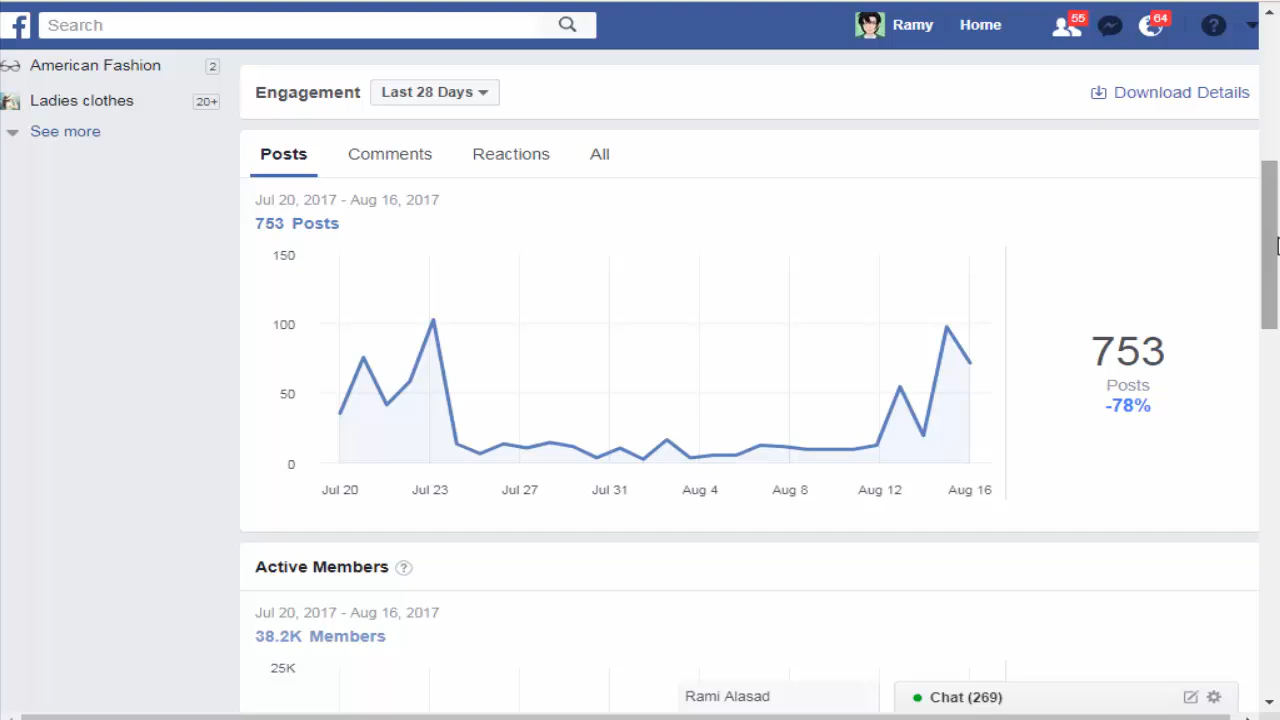 f Search Ramy Home 55 64 ?
American Fashion 2
Ladies clothes 20+
See more
Engagement Last 28 Days Download Details
Posts Comments Reactions All
Jul 20, 2017 - Aug 16, 2017
753 Posts
150
100
50
0
Jul 20 Jul 23 Jul 27 Jul 31 Aug 4 Aug 8 Aug 12 Aug 16
753
Posts
-78%
Active Members ?
Jul 20, 2017 - Aug 16, 2017
38.2K Members
25K
Rami Alasad
Chat (269)